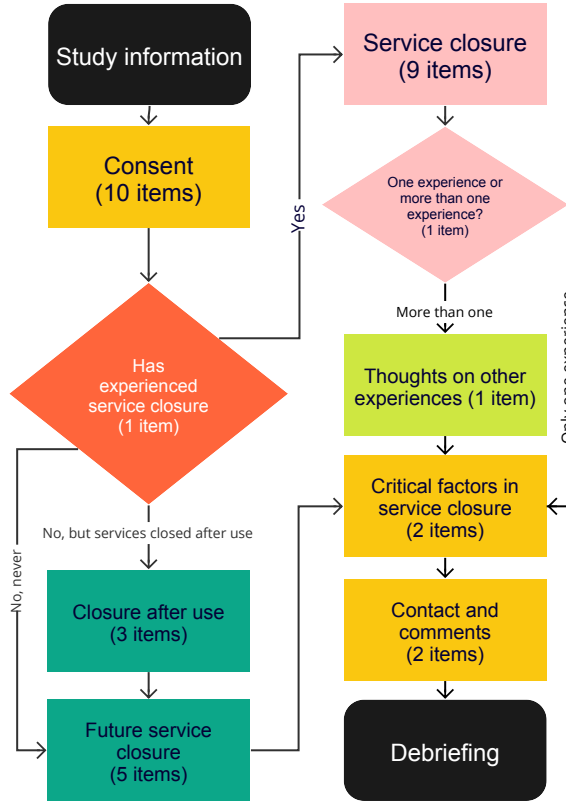 Study information
Consent
(10 items)
Has
experienced
service closure
(1 item)
Yes
No, never
No, but services closed after use
Closure after use
(3 items)
Future service
closure
(5 items)
Service closure
(9 items)
One experience or
more than one
experience?
(1 item)
More than one
Only one experience
Thoughts on other
experiences (1 item)
Critical factors in
service closure
(2 items)
Contact and
comments
(2 items)
Debriefing